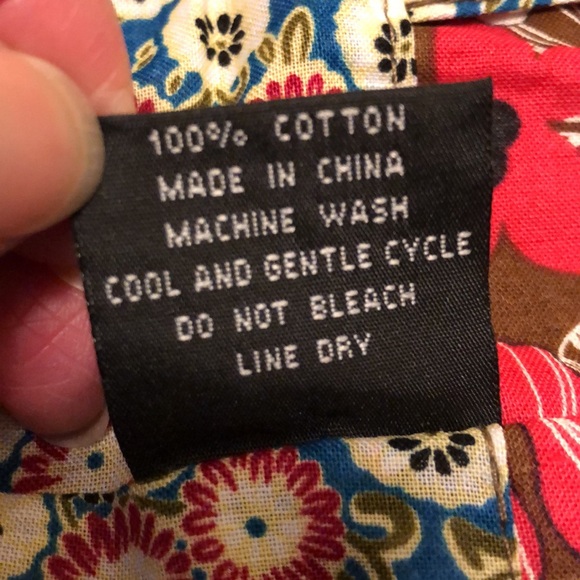 100% COTTON
MADE IN CHINA
MACHINE WASH
COOL AND GENTLE CYCLE
DO NOT BLEACH
LINE DRY